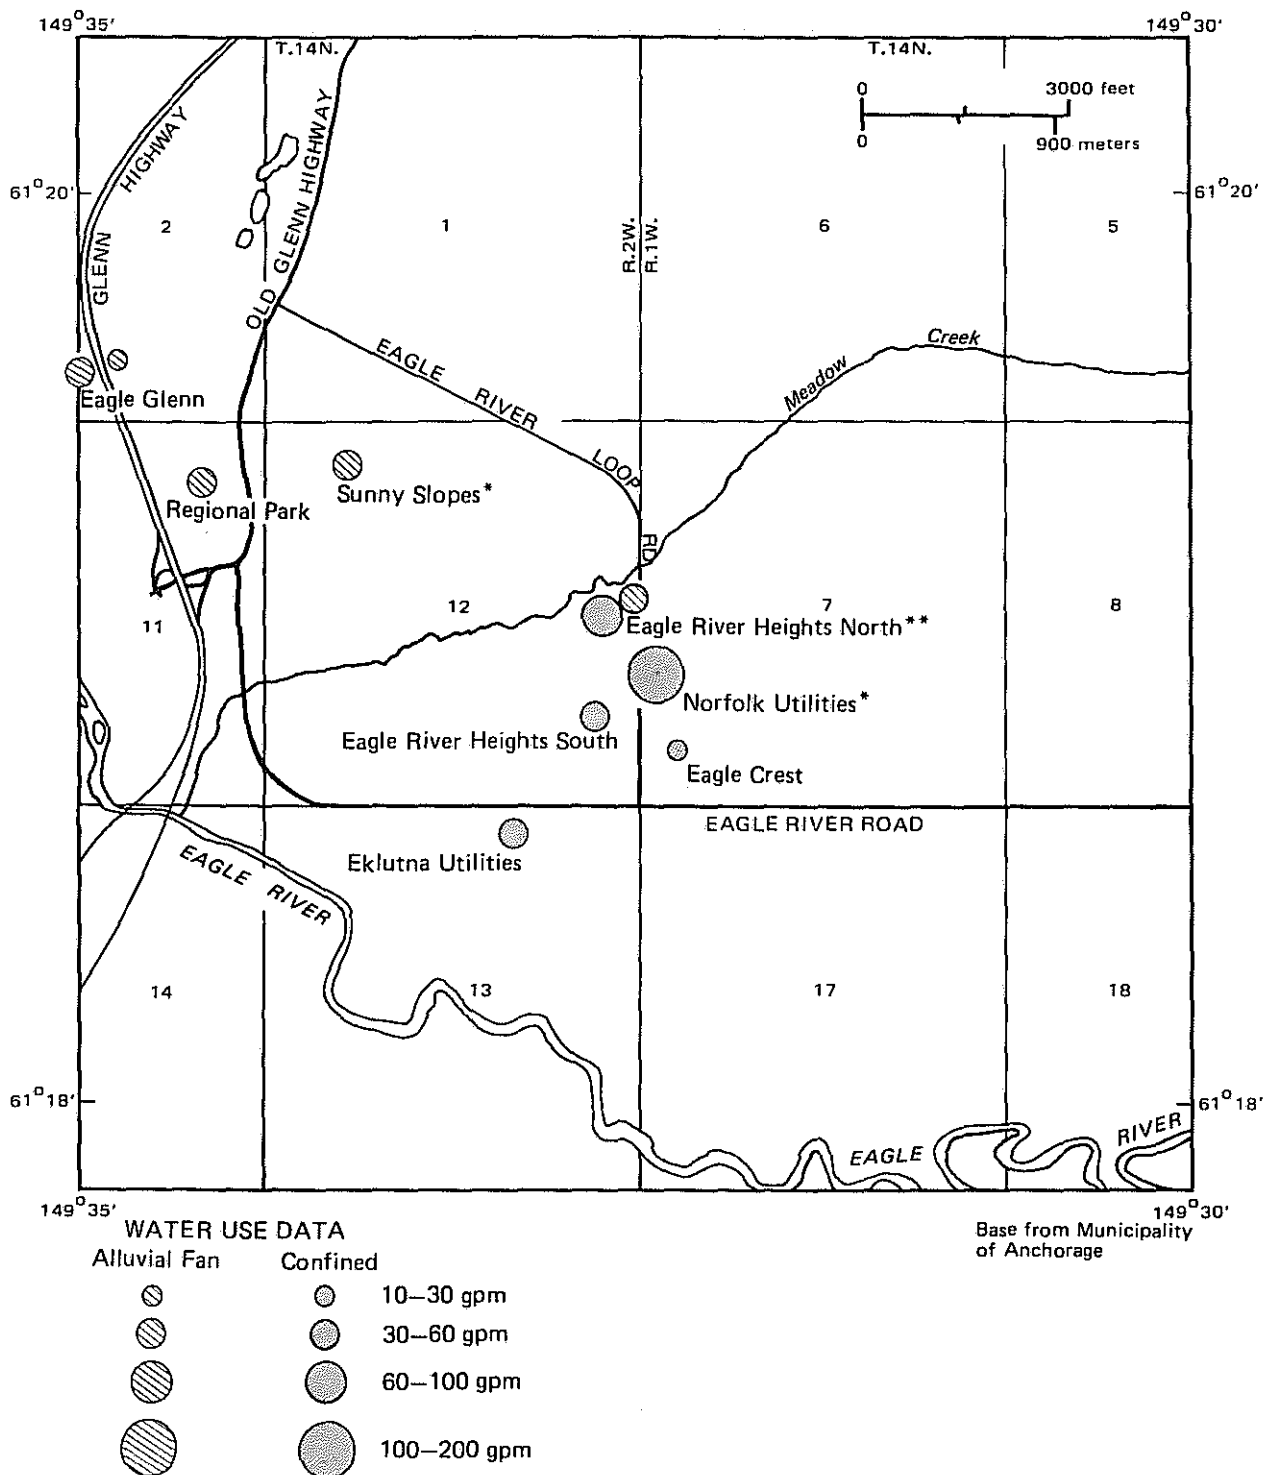 149°35'
149°30'
T.14N.
T.14N.
0
3000 feet
0
900 meters
HIGHWAY
OLD GLENN HIGHWAY
61°20'
61°20'
2
1
R.2W.
R.1W.
6
5
GLENN
EAGLE RIVER LOOP RD
Meadow Creek
Eagle Glenn
Sunny Slopes*
Regional Park
11
12
7
8
Eagle River Heights North**
Norfolk Utilities*
Eagle River Heights South
Eagle Crest
EAGLE RIVER ROAD
Eklutna Utilities
EAGLE RIVER
14
13
17
18
61°18'
61°18'
EAGLE RIVER
149°35'
149°30'
WATER USE DATA
Base from Municipality
of Anchorage
Alluvial Fan
Confined
10–30 gpm
30–60 gpm
60–100 gpm
100–200 gpm